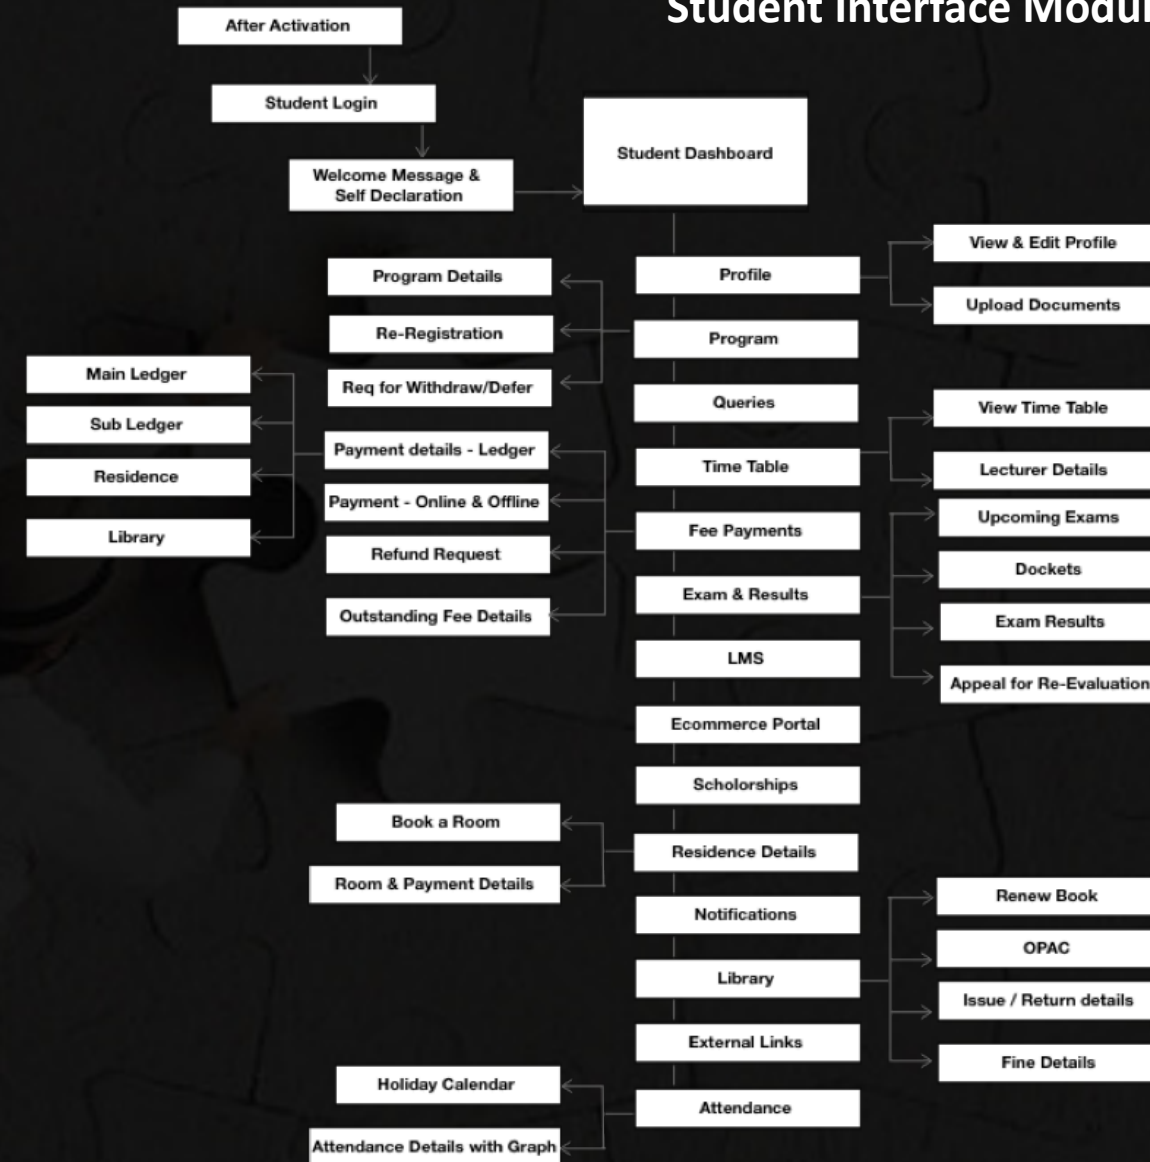 Student Interface Modul
After Activation
Student Login
Welcome Message &
Self Declaration
Student Dashboard
Profile
View & Edit Profile
Upload Documents
Program
Program Details
Re-Registration
Req for Withdraw/Defer
Queries
Time Table
View Time Table
Lecturer Details
Fee Payments
Payment details - Ledger
Main Ledger
Sub Ledger
Residence
Library
Payment - Online & Offline
Refund Request
Outstanding Fee Details
Exam & Results
Upcoming Exams
Dockets
Exam Results
Appeal for Re-Evaluation
LMS
Ecommerce Portal
Scholorships
Residence Details
Book a Room
Room & Payment Details
Notifications
Library
Renew Book
OPAC
Issue / Return details
Fine Details
External Links
Attendance
Holiday Calendar
Attendance Details with Graph